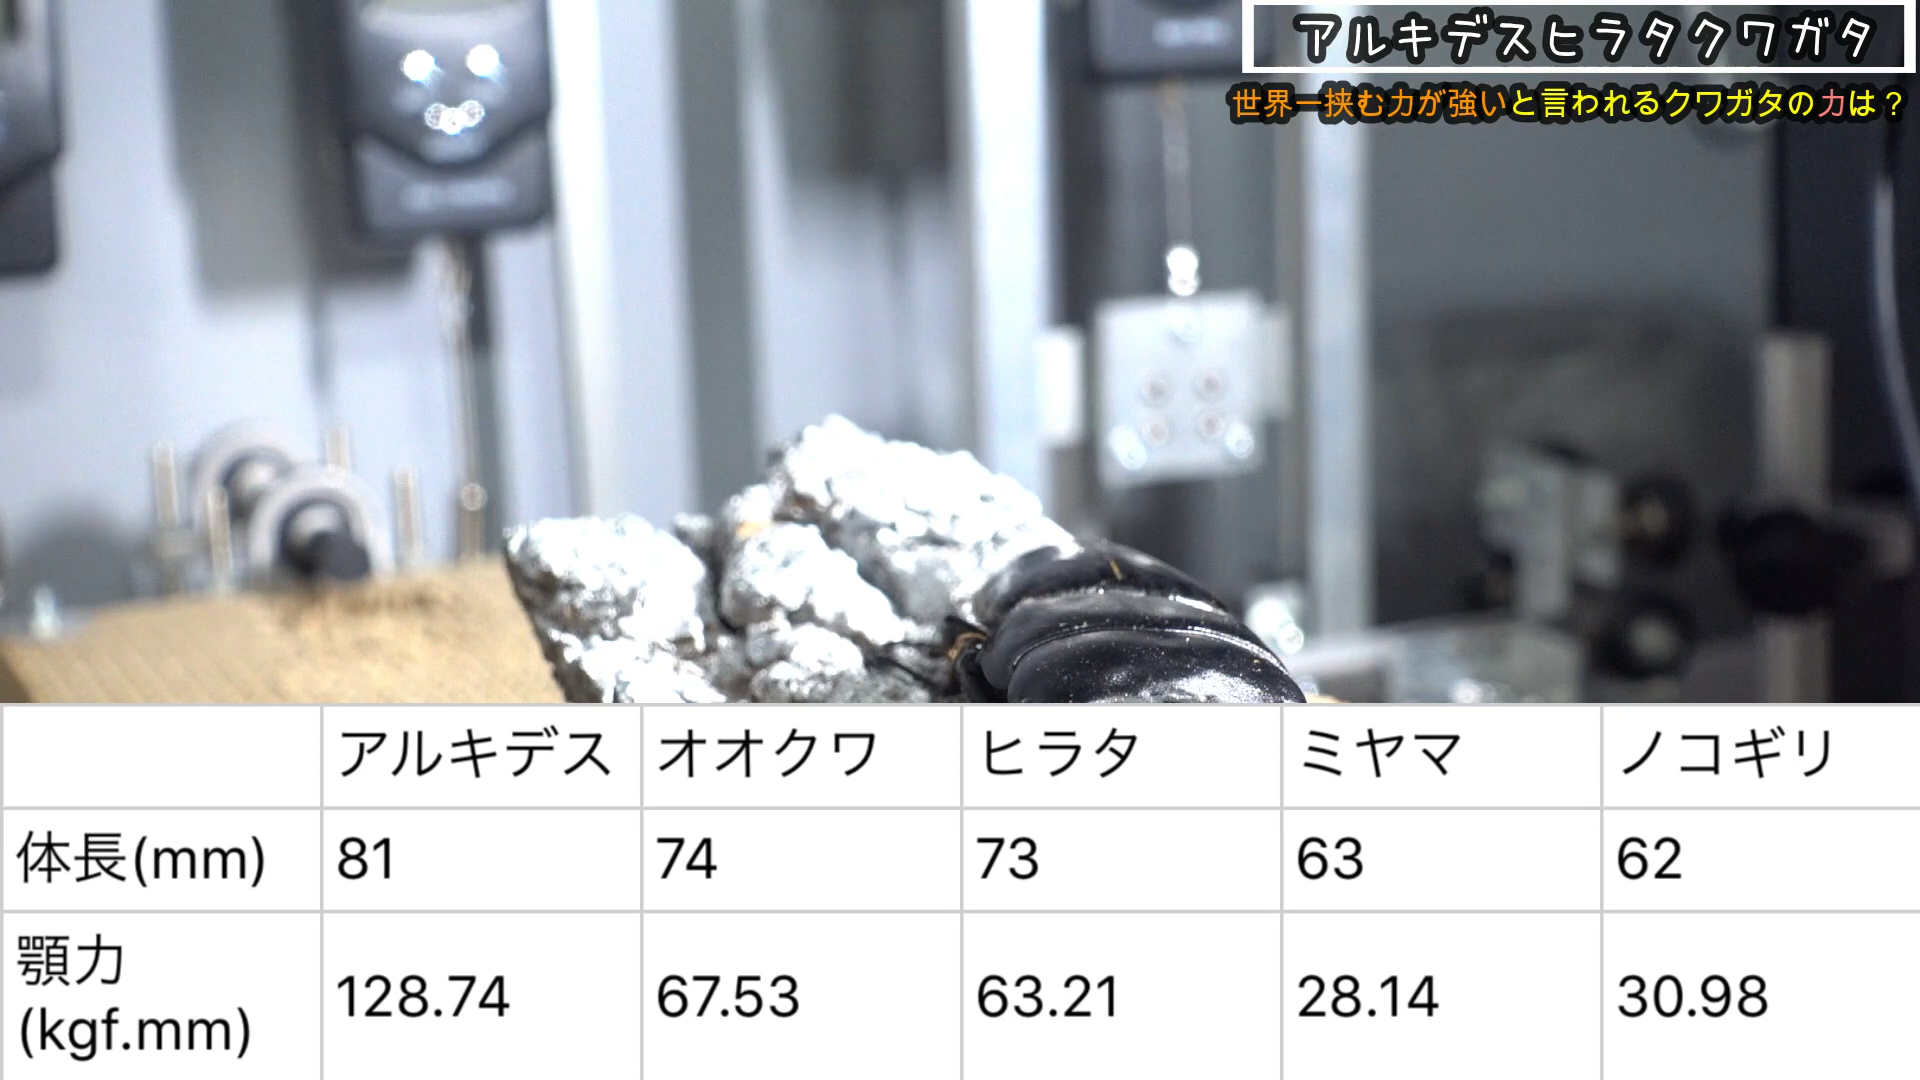 アルキデスヒラタクワガタ
世界一挟む力が強いと言われるクワガタの力は？
アルキデス オオクワ ヒラタ ミヤマ ノコギリ
体長(mm) 81 74 73 63 62
顎力
(kgf.mm) 128.74 67.53 63.21 28.14 30.98